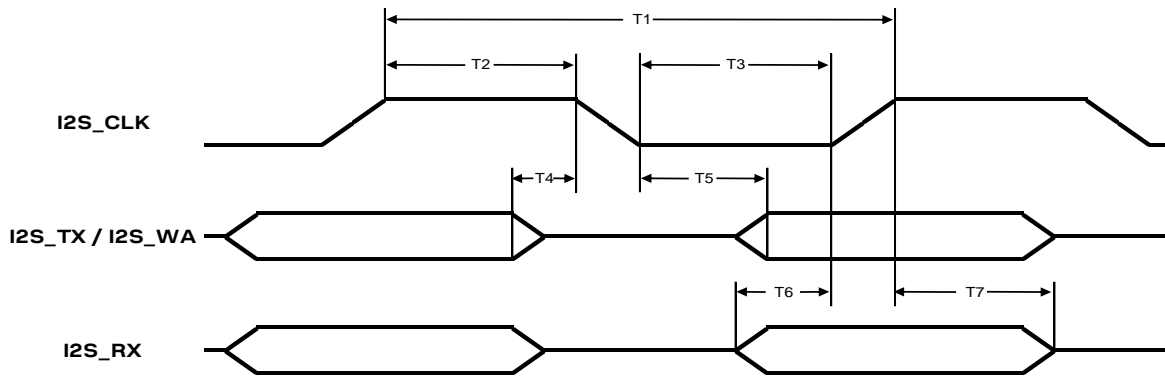 T1
T2
T3
I2S_CLK
T4
T5
I2S_TX / I2S_WA
T6
T7
I2S_RX